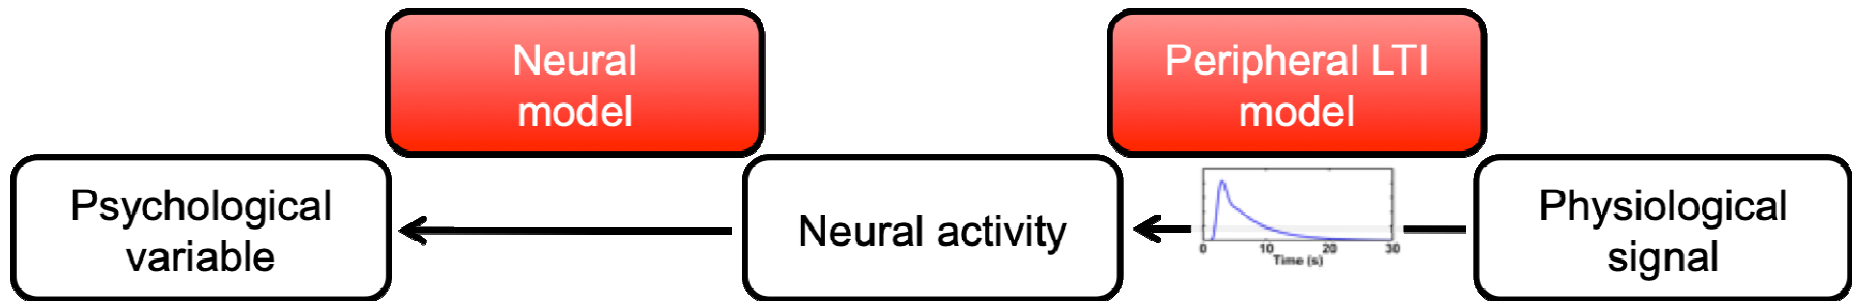 Neural
model
Peripheral LTI
model
Psychological
variable
Neural activity
0 10 20 30
Time (s)
Physiological
signal